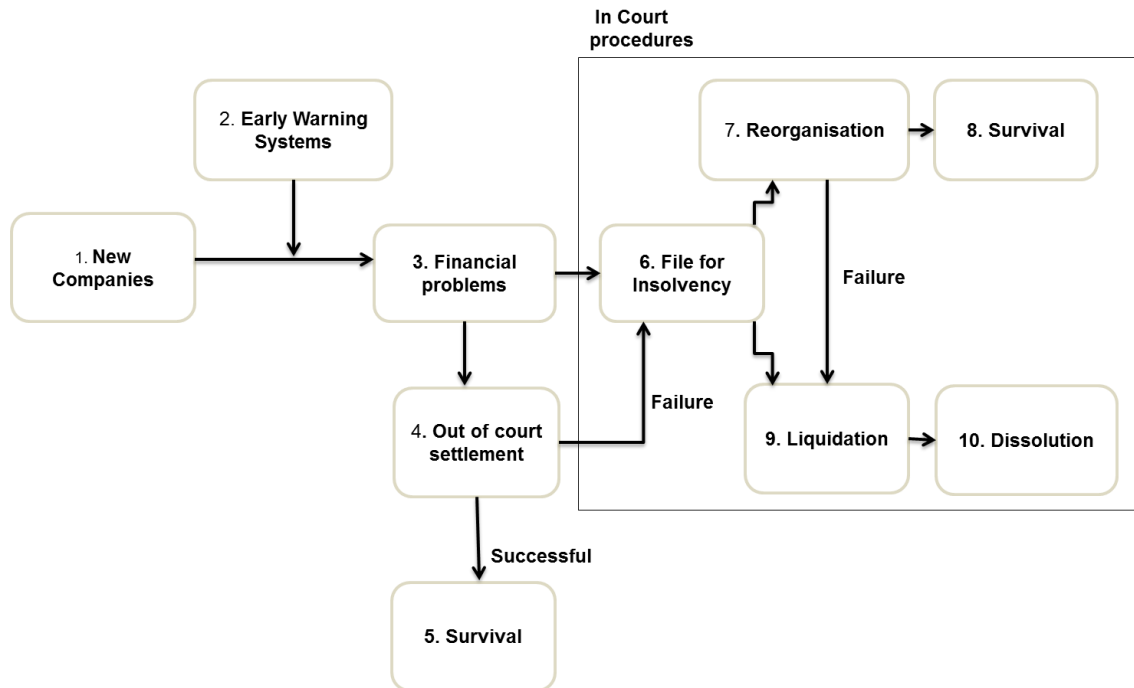 In Court
procedures
2. Early Warning
Systems
7. Reorganisation
8. Survival
1. New
Companies
3. Financial
problems
6. File for
Insolvency
Failure
4. Out of court
settlement
Failure
9. Liquidation
10. Dissolution
Successful
5. Survival